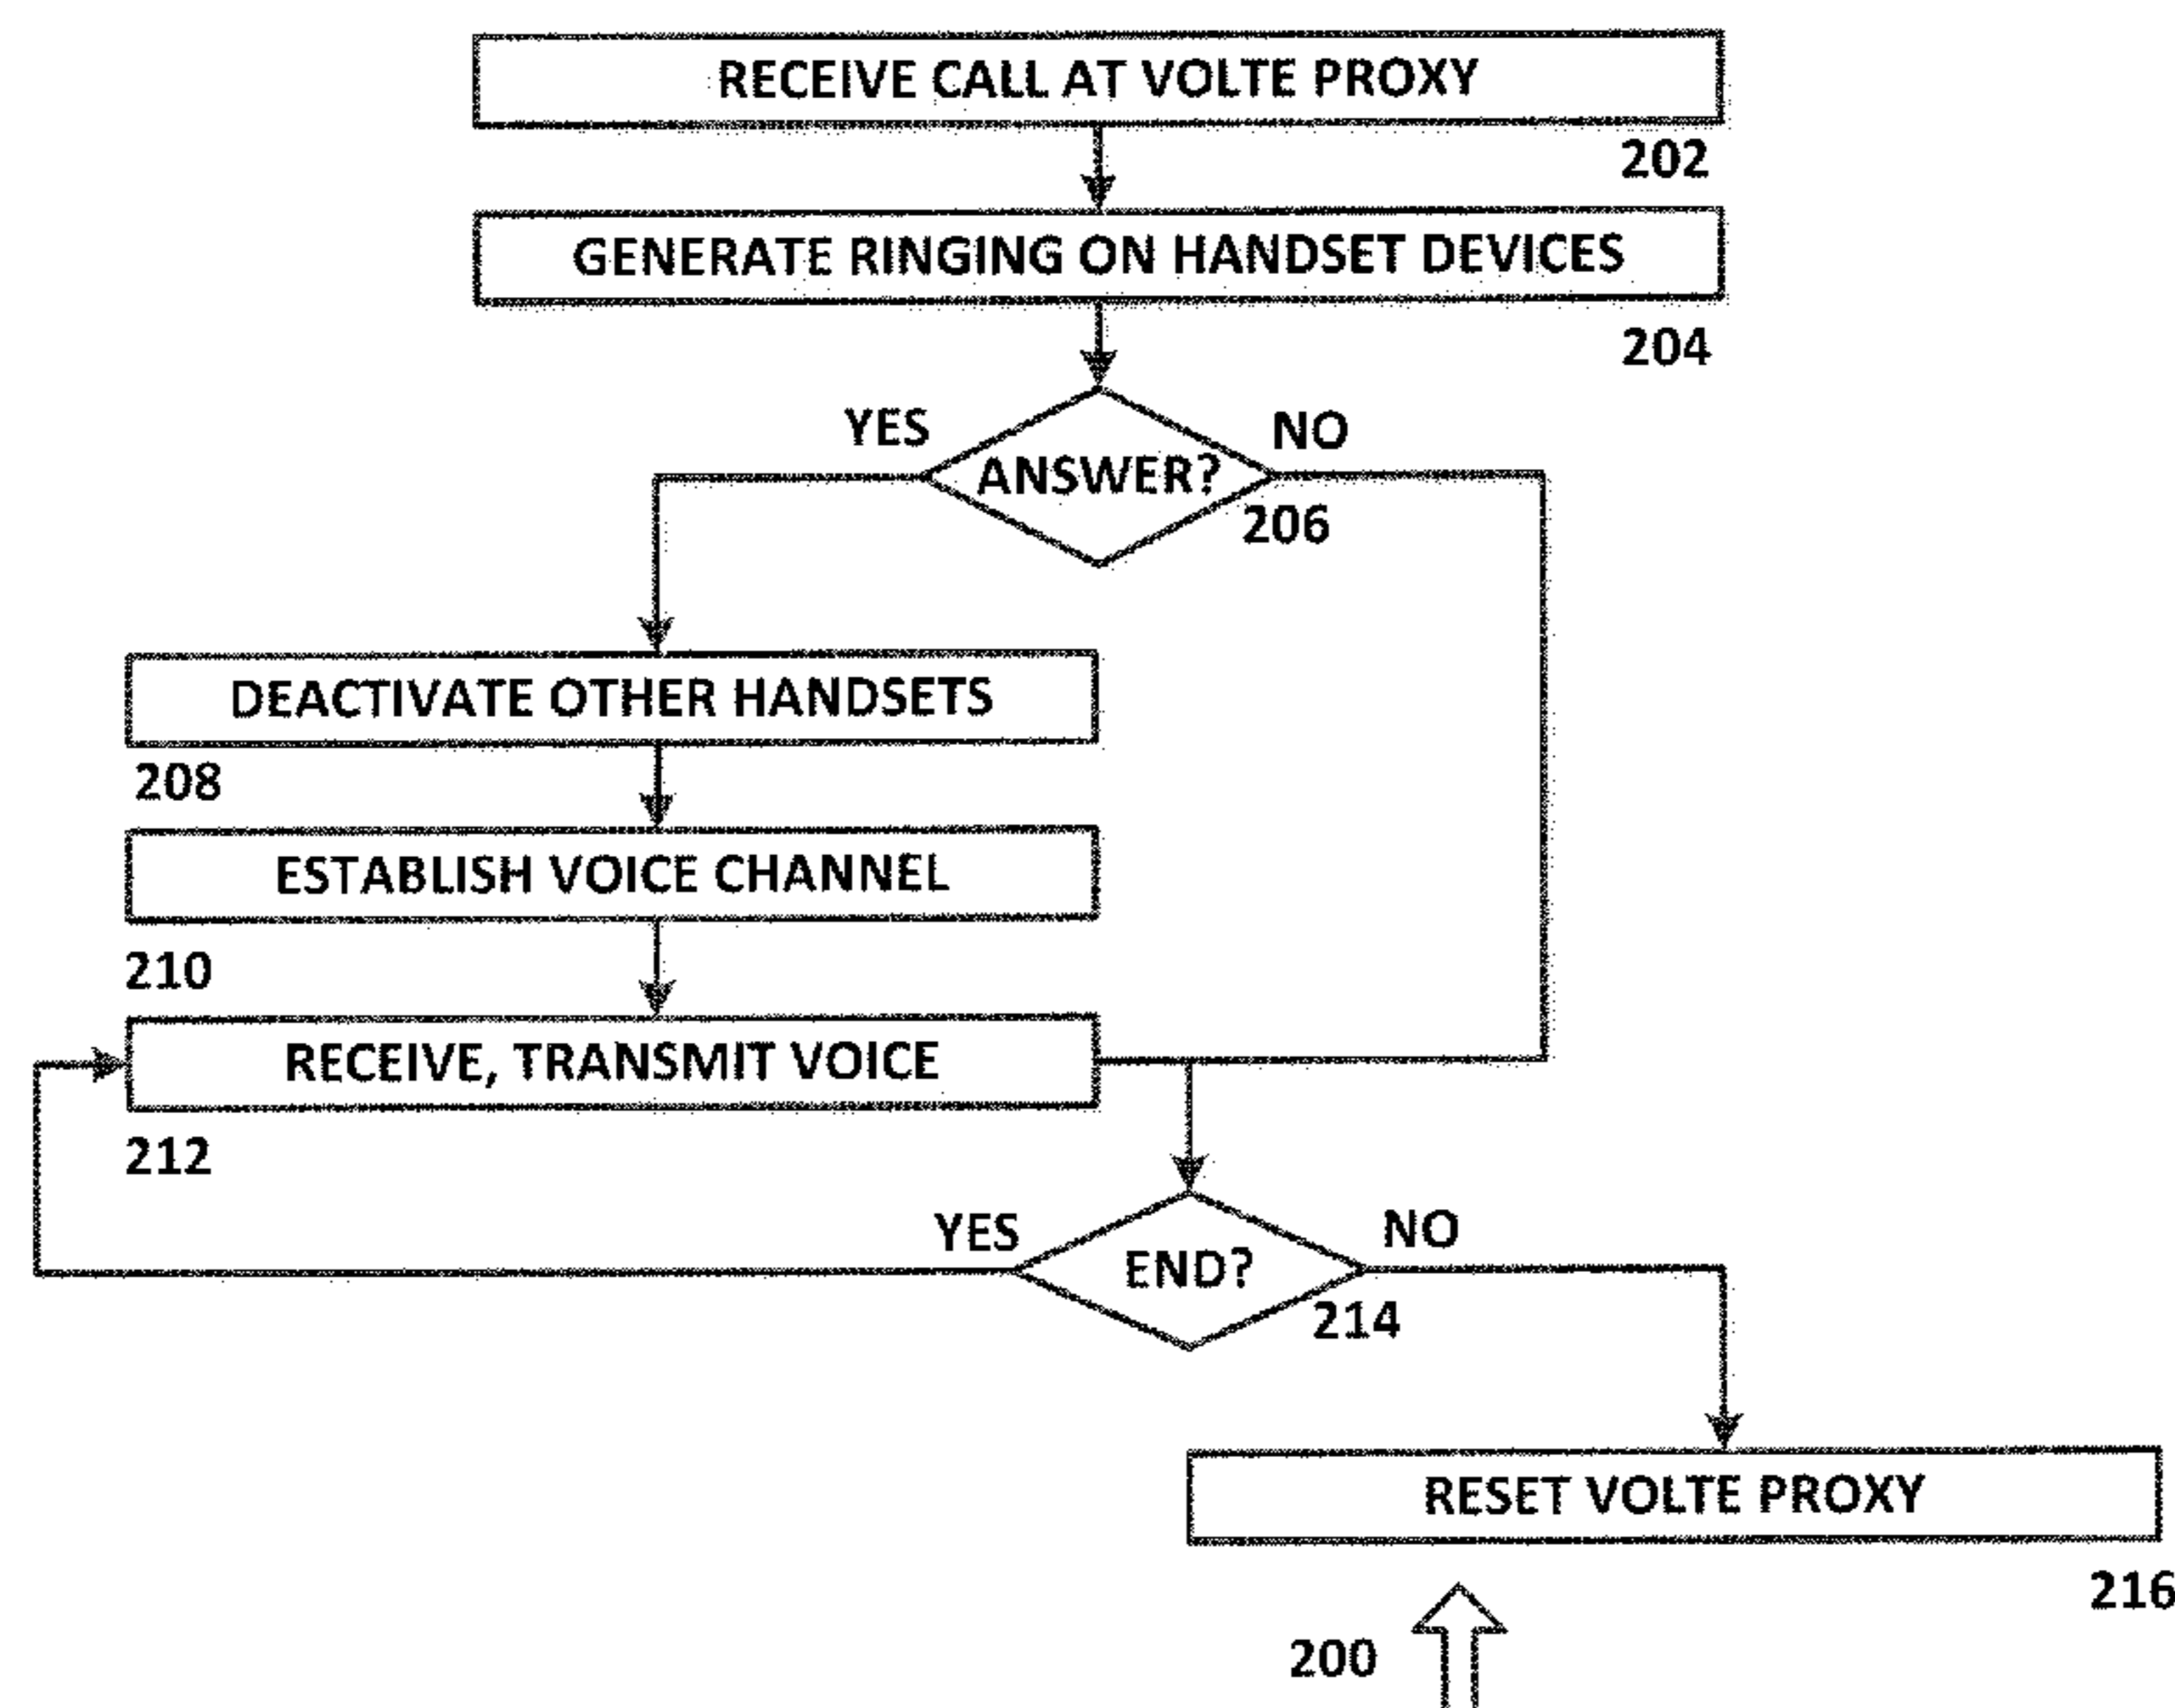 RECEIVE CALL AT VOLTE PROXY
202
GENERATE RINGING ON HANDSET DEVICES
204
YES
NO
ANSWER?
206
DEACTIVATE OTHER HANDSETS
208
ESTABLISH VOICE CHANNEL
210
RECEIVE, TRANSMIT VOICE
212
YES
NO
END?
214
RESET VOLTE PROXY
216
200